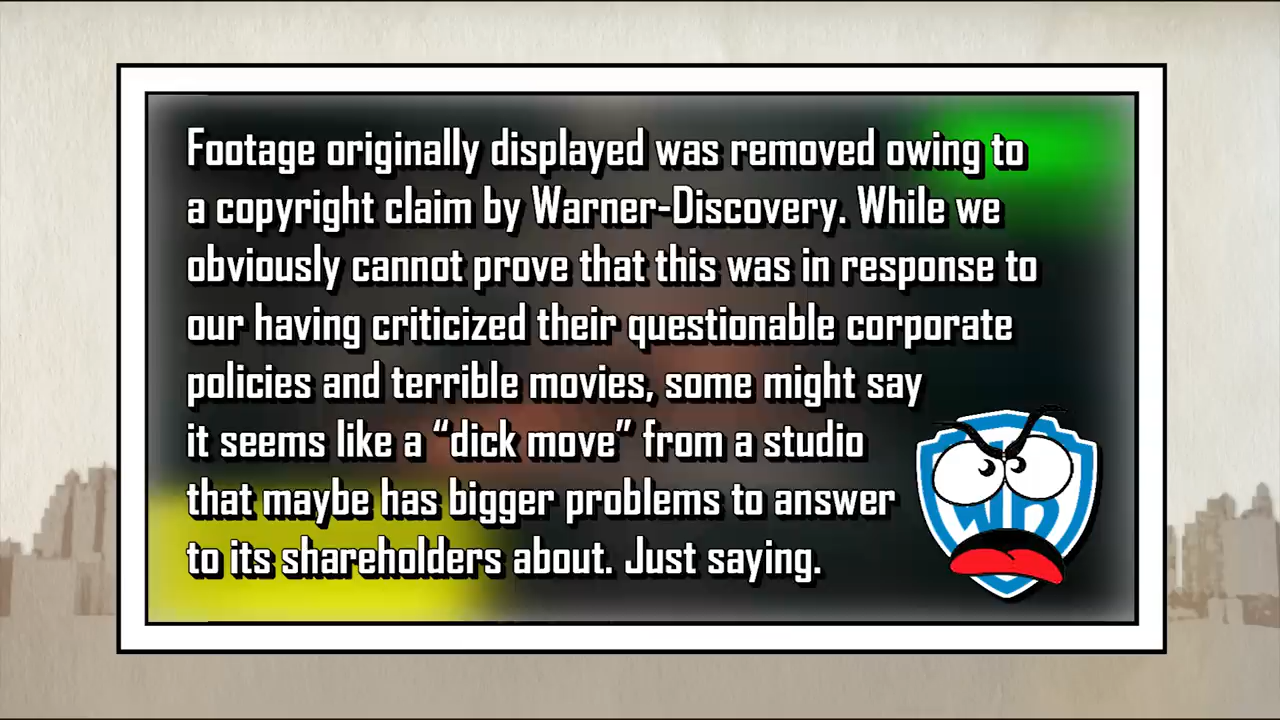 Footage originally displayed was removed owing to
a copyright claim by Warner-Discovery. While we
obviously cannot prove that this was in response to
our having criticized their questionable corporate
policies and terrible movies, some might say
it seems like a “dick move” from a studio
that maybe has bigger problems to answer
to its shareholders about. Just saying.